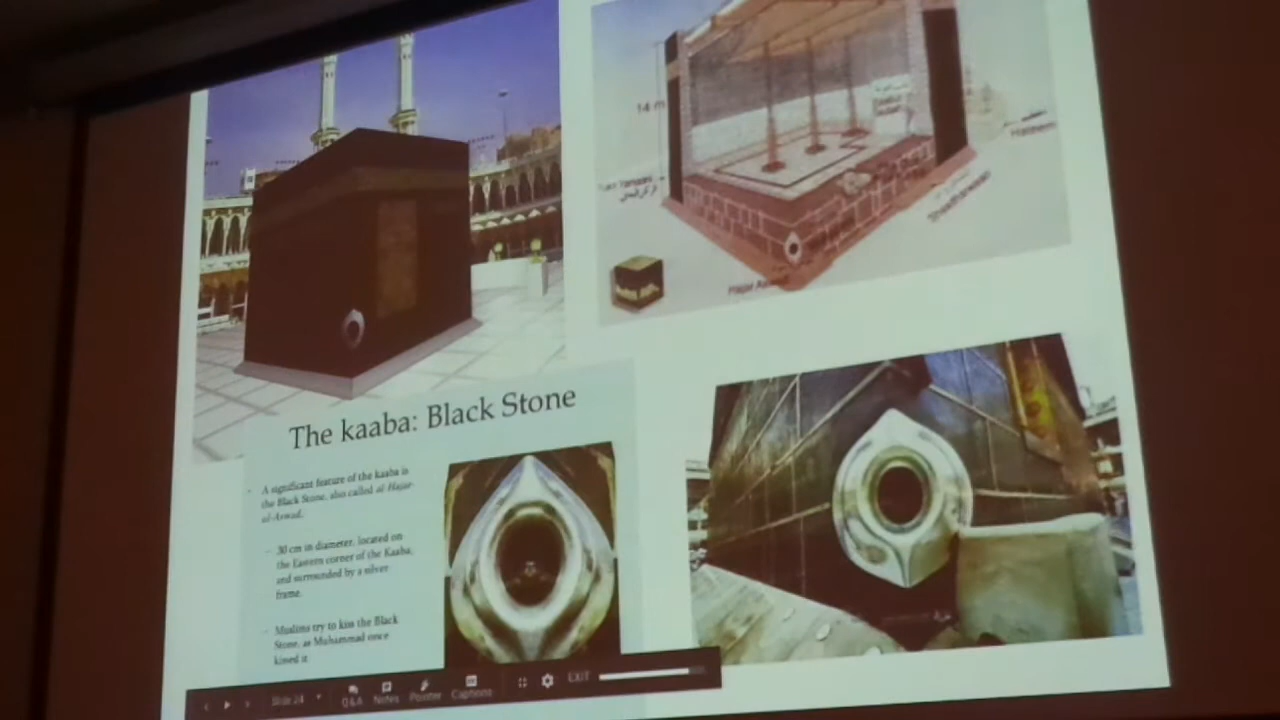 14 m
Hateem
Hajar
The kaaba: Black Stone
A significant feature of the kaaba is
the Black Stone, also called al-Hajar
al-Aswad.
30 cm in diameter, located on
the Eastern corner of the Kaaba,
and surrounded by a silver
frame.
Muslims try to kiss the Black
Stone, as Muhammad once
kissed it
Slide 24
Q&A
Notes
Pointer
Captions
EXIT